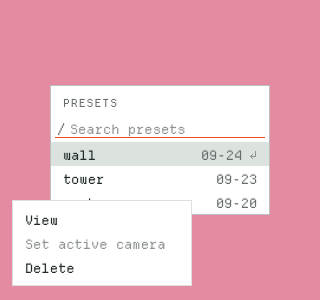 PRESETS
/ Search presets
wall 09-24 ↲
tower 09-23
09-20
View
Set active camera
Delete